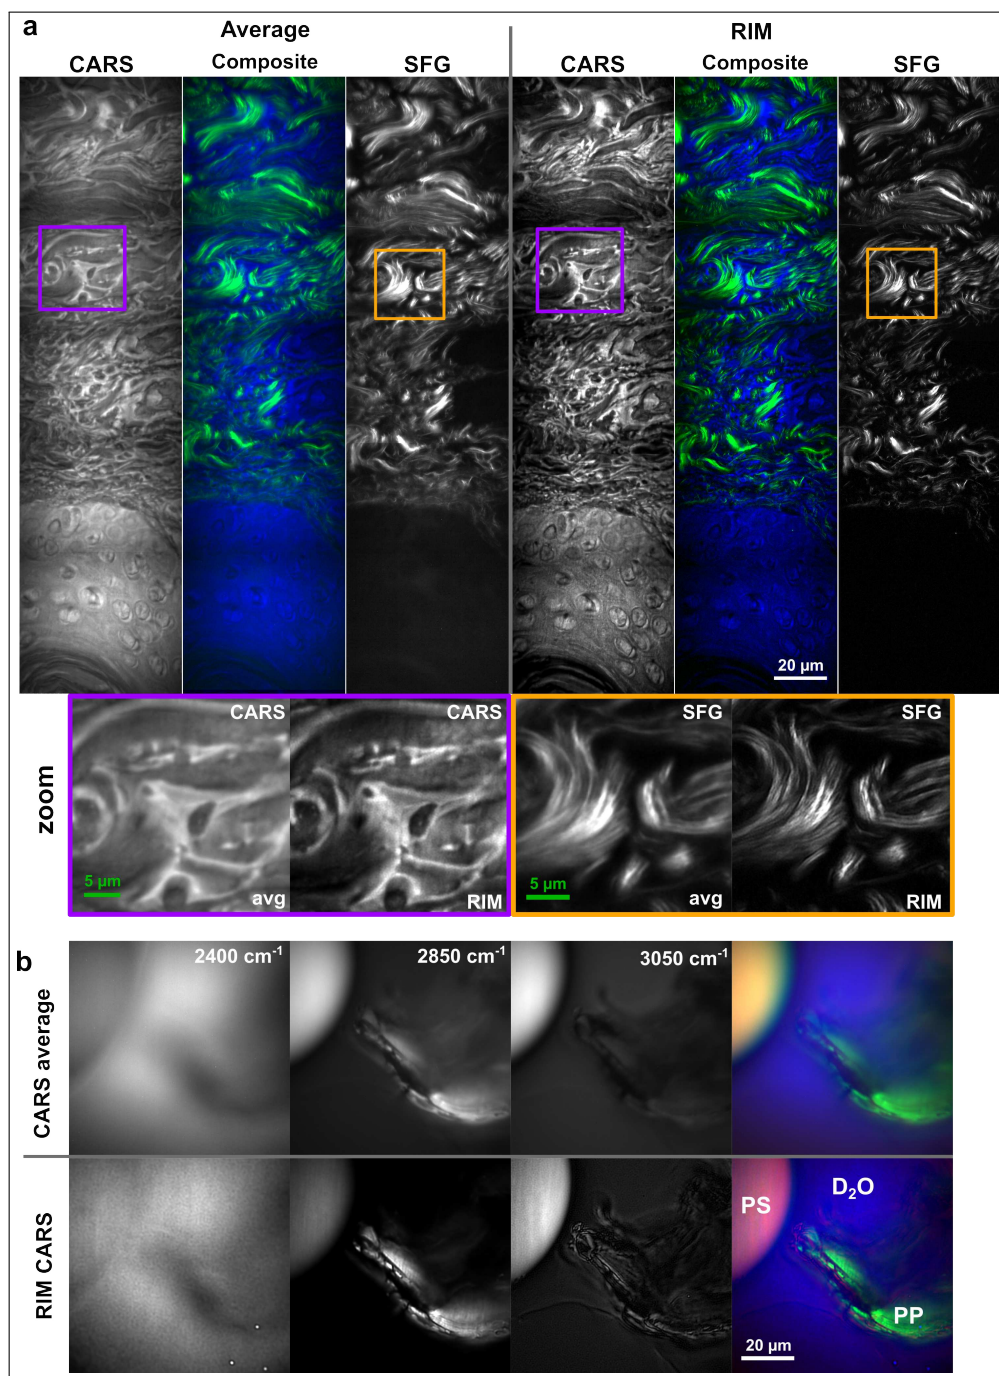 a
Average
RIM
CARS
Composite
SFG
CARS
Composite
SFG
20 µm
zoom
CARS
CARS
SFG
SFG
5 µm
avg
RIM
5 µm
avg
RIM
b
CARS average
2400 cm⁻¹
2850 cm⁻¹
3050 cm⁻¹
RIM CARS
PS
D₂O
PP
20 µm